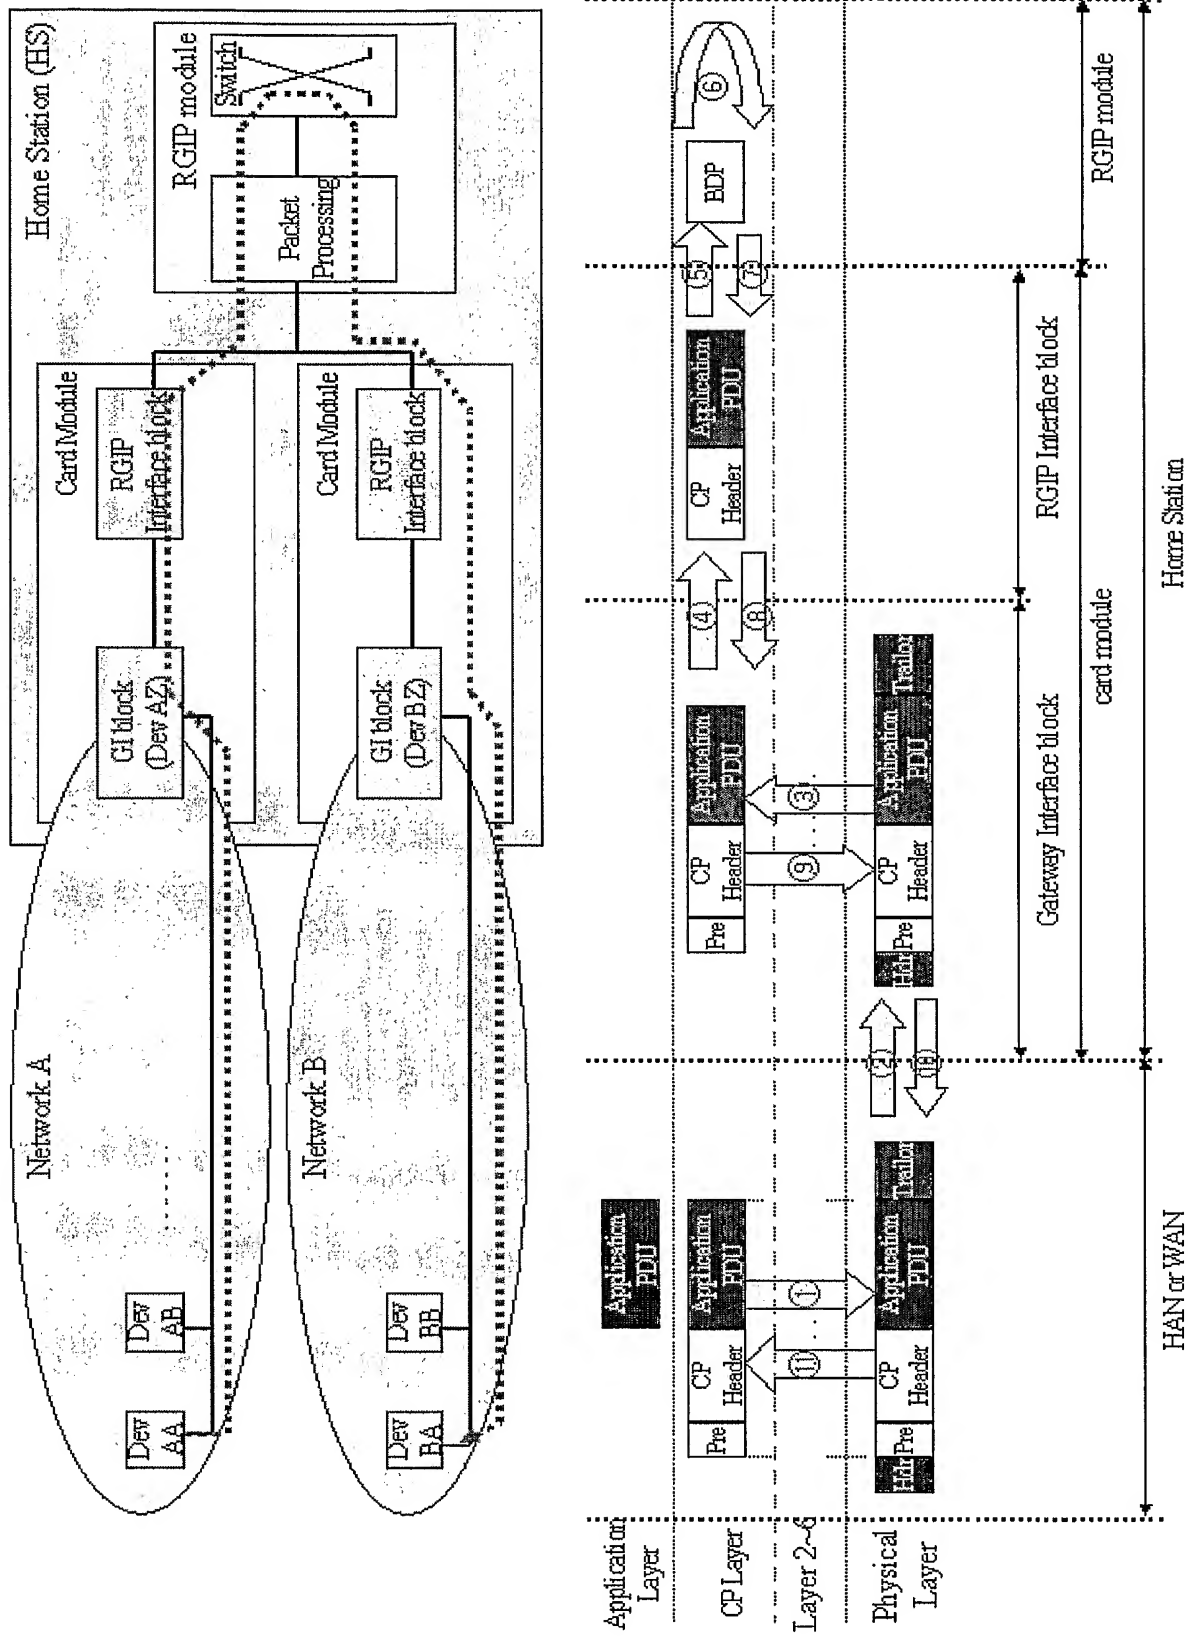 Home Station (HS)
RGIP module
Switch
Packet
Processing
Card Module
RGIP
Interface block
GI block
(Dev AZ)
Card Module
RGIP
Interface block
GI block
(Dev BZ)
Network A
Dev
AB
Dev
AA
Network B
Dev
BB
Dev
BA
Application
Layer
CP Layer
Layer 2~6
Physical
Layer
Application
PDU
Pre
CP
Header
Application
PDU
⑪
①
Hdr
Pre
CP
Header
Application
PDU
Trailor
②
⑩
Pre
CP
Header
Application
PDU
⑨
③
Hdr
Pre
CP
Header
Application
PDU
Trailor
④
⑧
CP
Header
Application
PDU
⑤
⑦
BDP
⑥
Gateway Interface block
RGIP Interface block
RGIP module
card module
HAN or WAN
Home Station